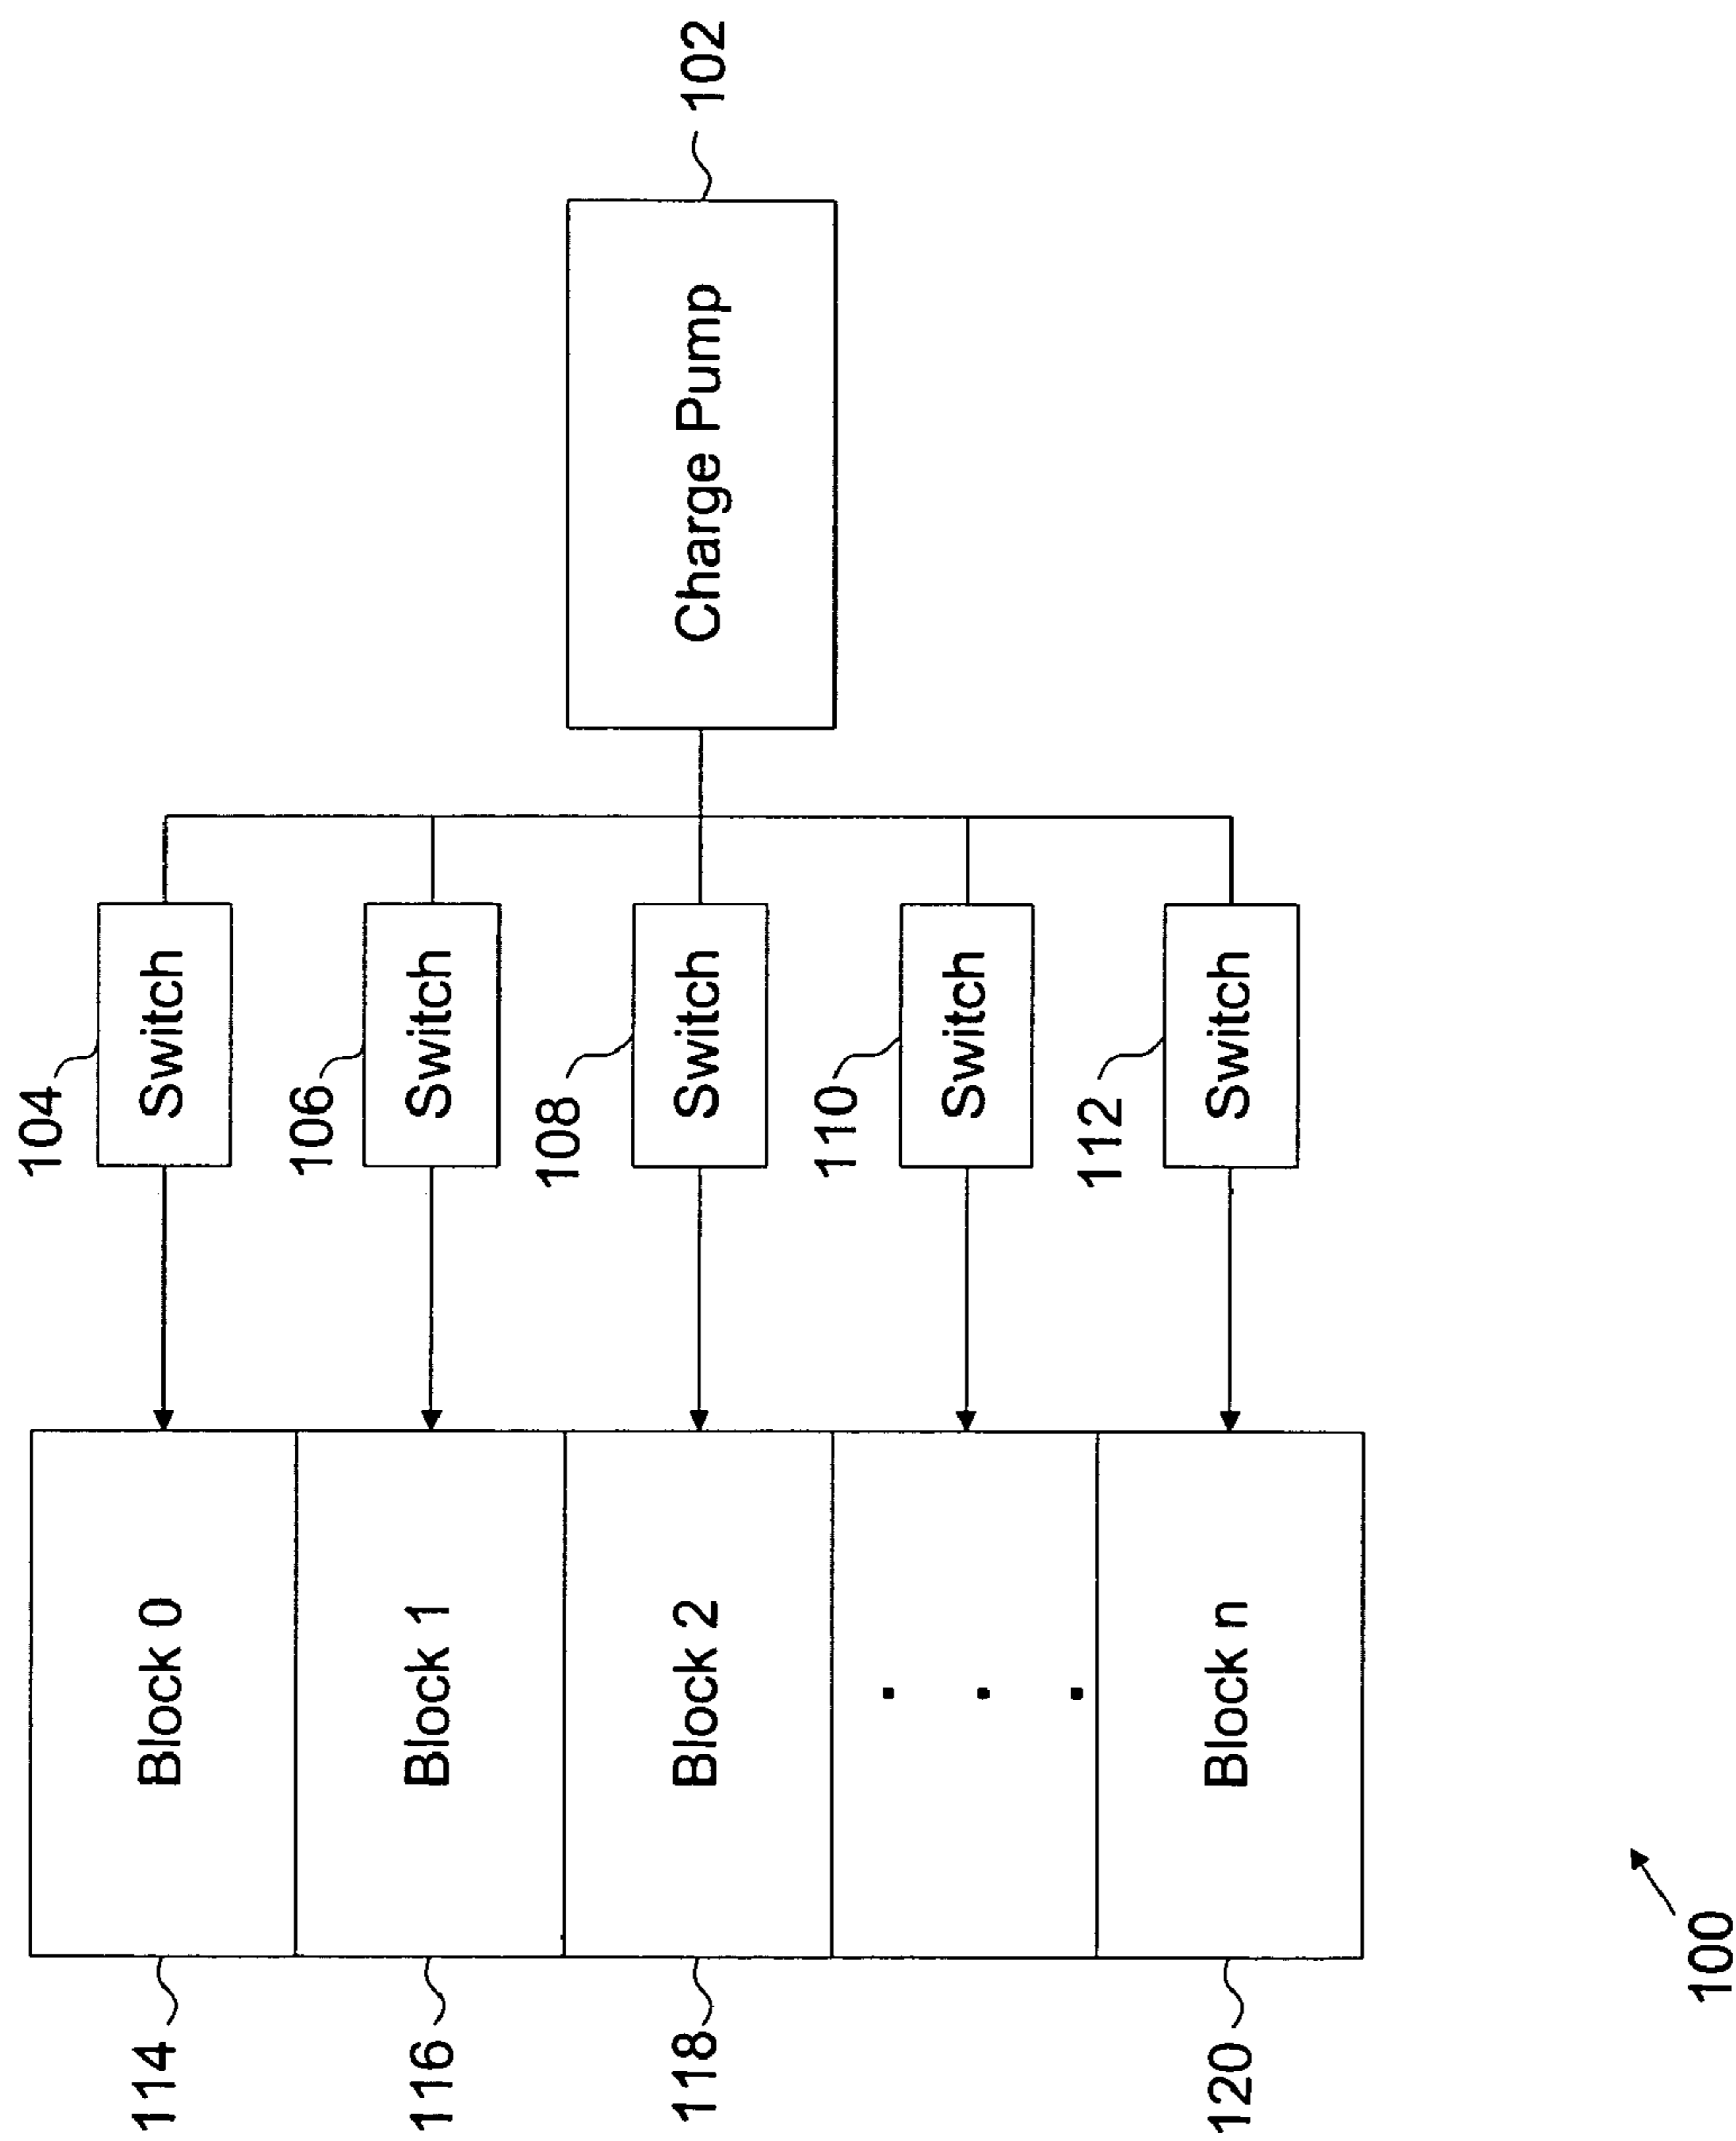 114
Block 0
104
Switch
116
Block 1
106
Switch
118
Block 2
108
Switch
Charge Pump
102
. . .
110
Switch
120
Block n
112
Switch
100